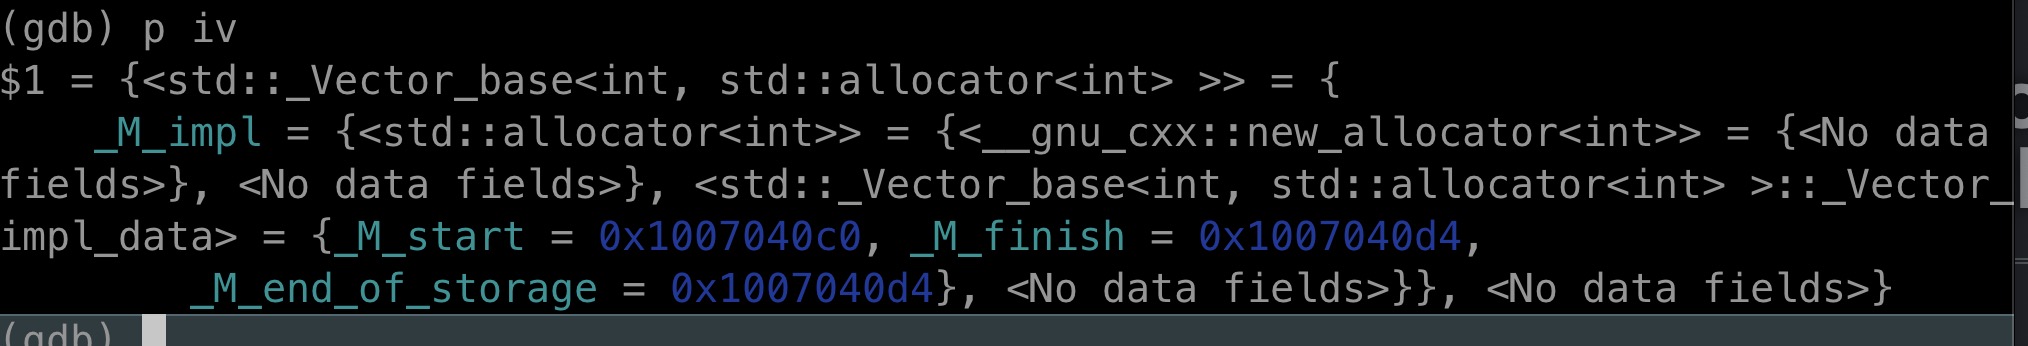 (gdb) p iv
$1 = {<std::_Vector_base<int, std::allocator<int> >> = {
    _M_impl = {<std::allocator<int>> = {<__gnu_cxx::new_allocator<int>> = {<No data
fields>}, <No data fields>}, <std::_Vector_base<int, std::allocator<int> >::_Vector_
impl_data> = {_M_start = 0x1007040c0, _M_finish = 0x1007040d4,
        _M_end_of_storage = 0x1007040d4}, <No data fields>}}, <No data fields>}
(gdb)